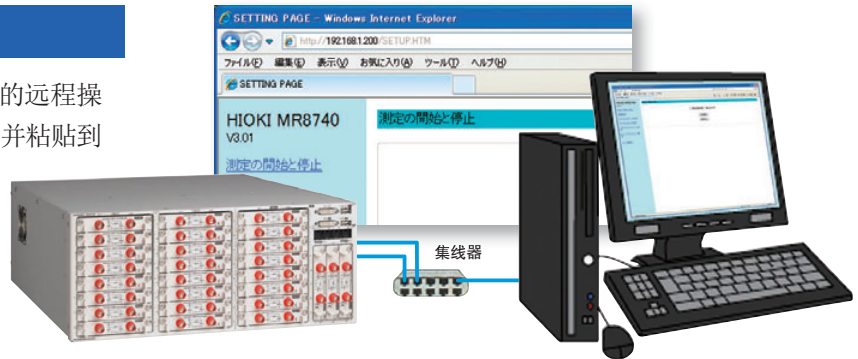 SETTING PAGE - Windows Internet Explorer
http://192.168.1.200/SETUP.HTM
ファイル(F) 編集(E) 表示(V) お気に入り(A) ツール(T) ヘルプ(H)
SETTING PAGE
的远程操
并粘贴到
HIOKI MR8740
V3.01
測定の開始と停止
測定の開始と停止
集线器